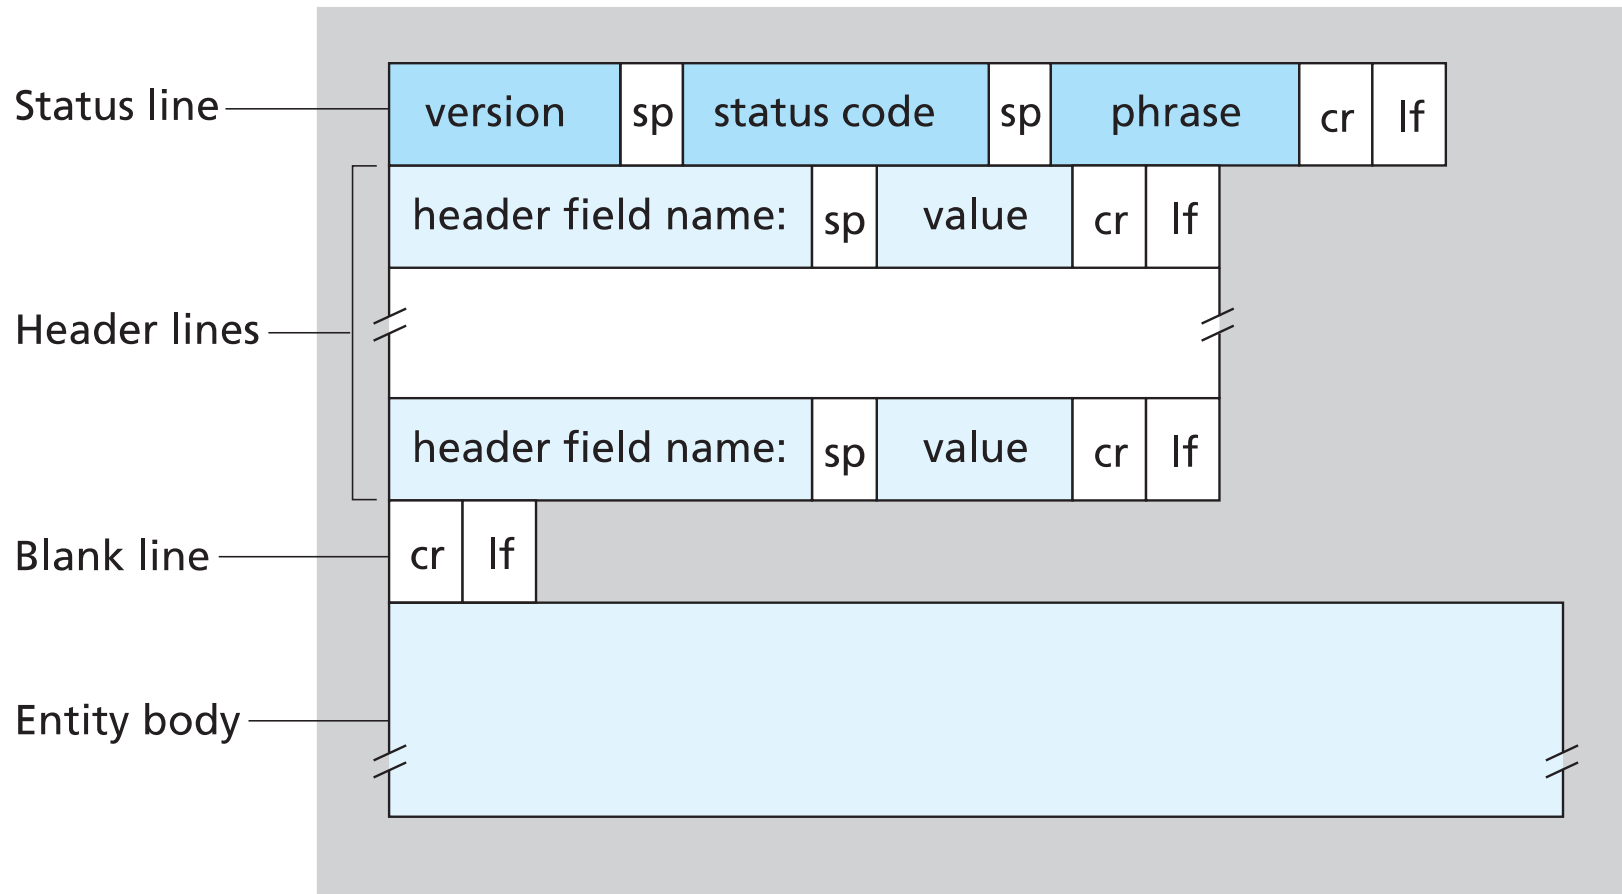 Status line version sp status code sp phrase cr lf
header field name: sp value cr lf
Header lines
header field name: sp value cr lf
Blank line cr lf
Entity body